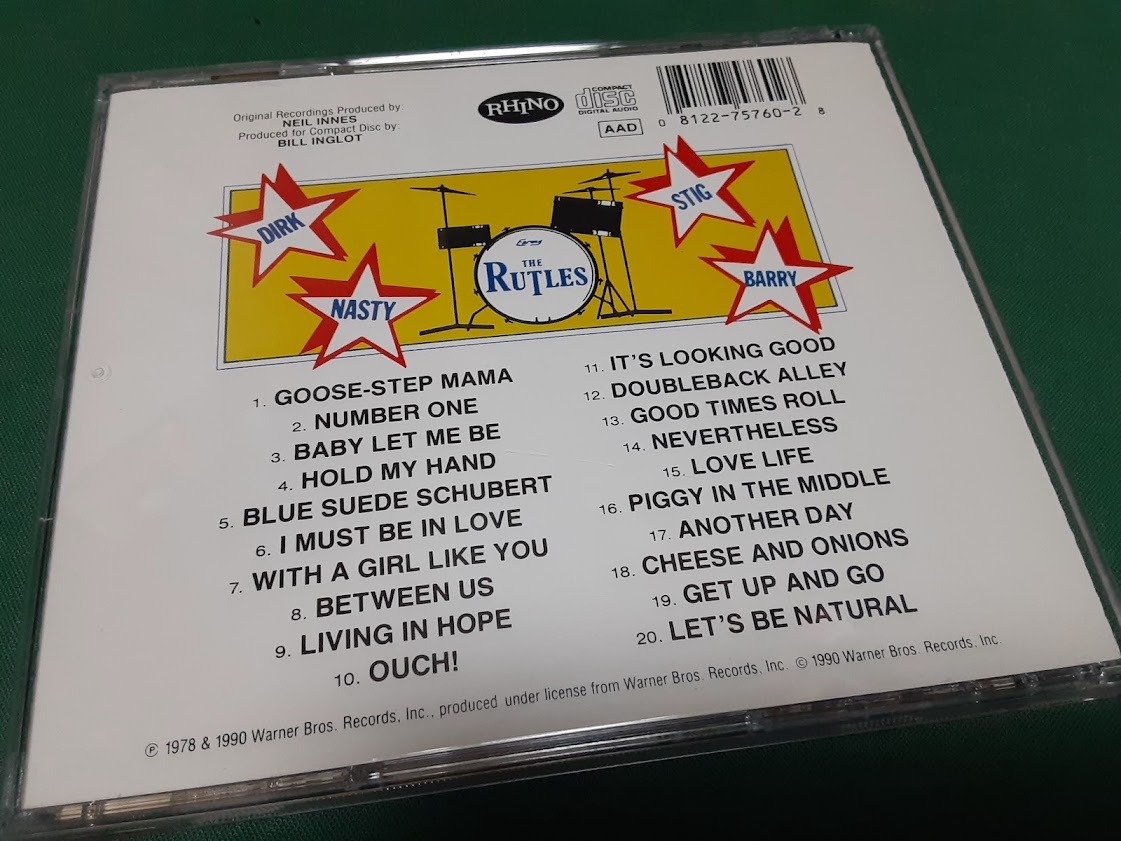 Original Recordings Produced by:
NEIL INNES
Produced for Compact Disc by:
BILL INGLOT
RHINO
COMPACT
disc
DIGITAL AUDIO
AAD
0 8122-75760-2 8
DIRK
NASTY
STIG
BARRY
THE
RUTLES
1. GOOSE-STEP MAMA
2. NUMBER ONE
3. BABY LET ME BE
4. HOLD MY HAND
5. BLUE SUEDE SCHUBERT
6. I MUST BE IN LOVE
7. WITH A GIRL LIKE YOU
8. BETWEEN US
9. LIVING IN HOPE
10. OUCH!
11. IT'S LOOKING GOOD
12. DOUBLEBACK ALLEY
13. GOOD TIMES ROLL
14. NEVERTHELESS
15. LOVE LIFE
16. PIGGY IN THE MIDDLE
17. ANOTHER DAY
18. CHEESE AND ONIONS
19. GET UP AND GO
20. LET'S BE NATURAL
℗ 1978 & 1990 Warner Bros. Records, Inc., produced under license from Warner Bros. Records, Inc. © 1990 Warner Bros. Records, Inc.